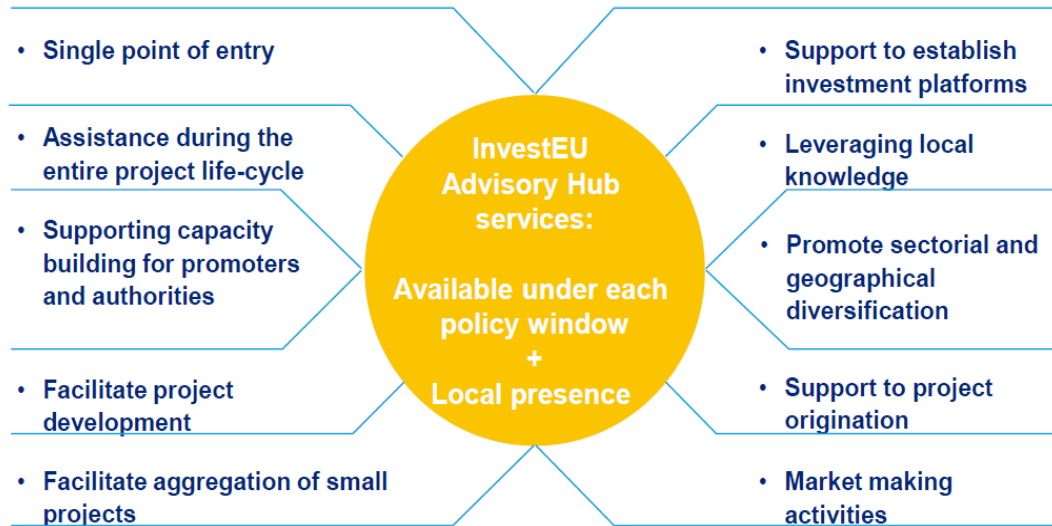 • Single point of entry
• Assistance during the
entire project life-cycle
• Supporting capacity
building for promoters
and authorities
• Facilitate project
development
• Facilitate aggregation of small
projects
InvestEU
Advisory Hub
services:
Available under each
policy window
+
Local presence
• Support to establish
investment platforms
• Leveraging local
knowledge
• Promote sectorial and
geographical
diversification
• Support to project
origination
• Market making
activities